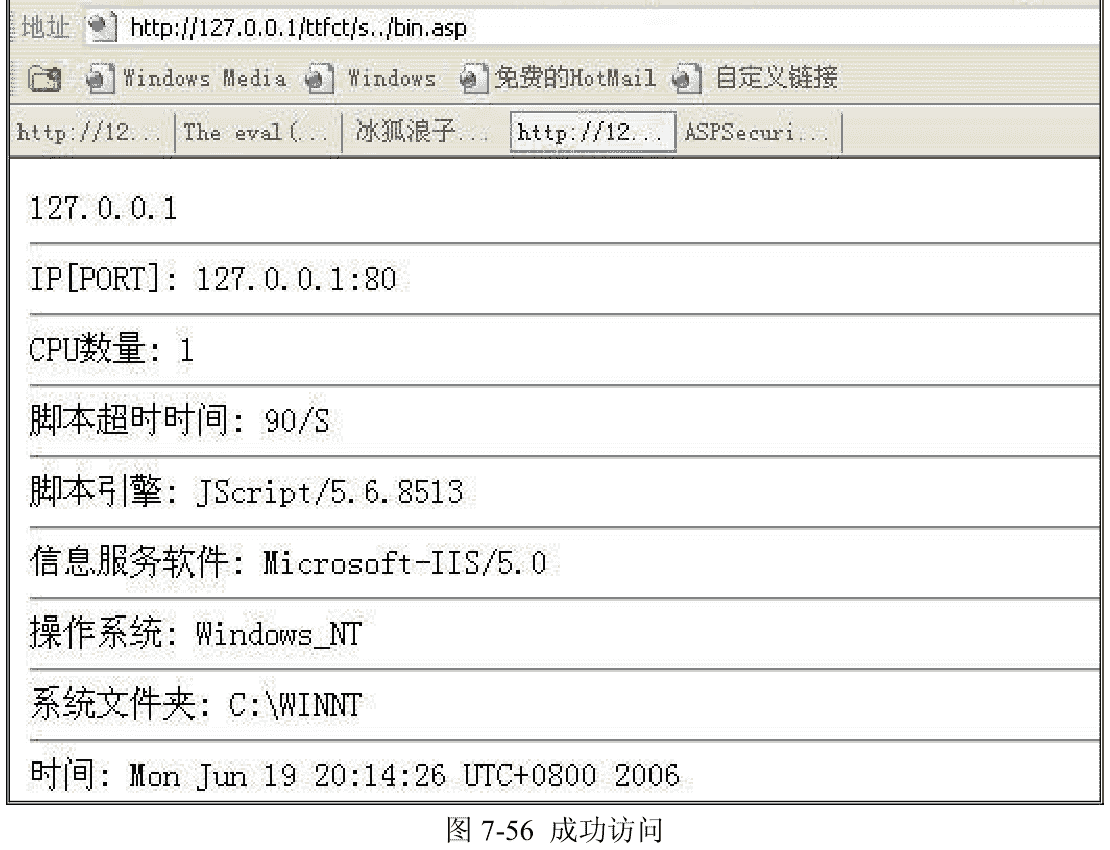 地址 http://127.0.0.1/ttfct/s../bin.asp
Windows Media Windows 免费的HotMail 自定义链接
http://12... The eval(... 冰狐浪子... http://12... ASPSecuri...
127.0.0.1
IP[PORT]: 127.0.0.1:80
CPU数量: 1
脚本超时时间: 90/S
脚本引擎: JScript/5.6.8513
信息服务软件: Microsoft-IIS/5.0
操作系统: Windows_NT
系统文件夹: C:\WINNT
时间: Mon Jun 19 20:14:26 UTC+0800 2006
图 7-56 成功访问